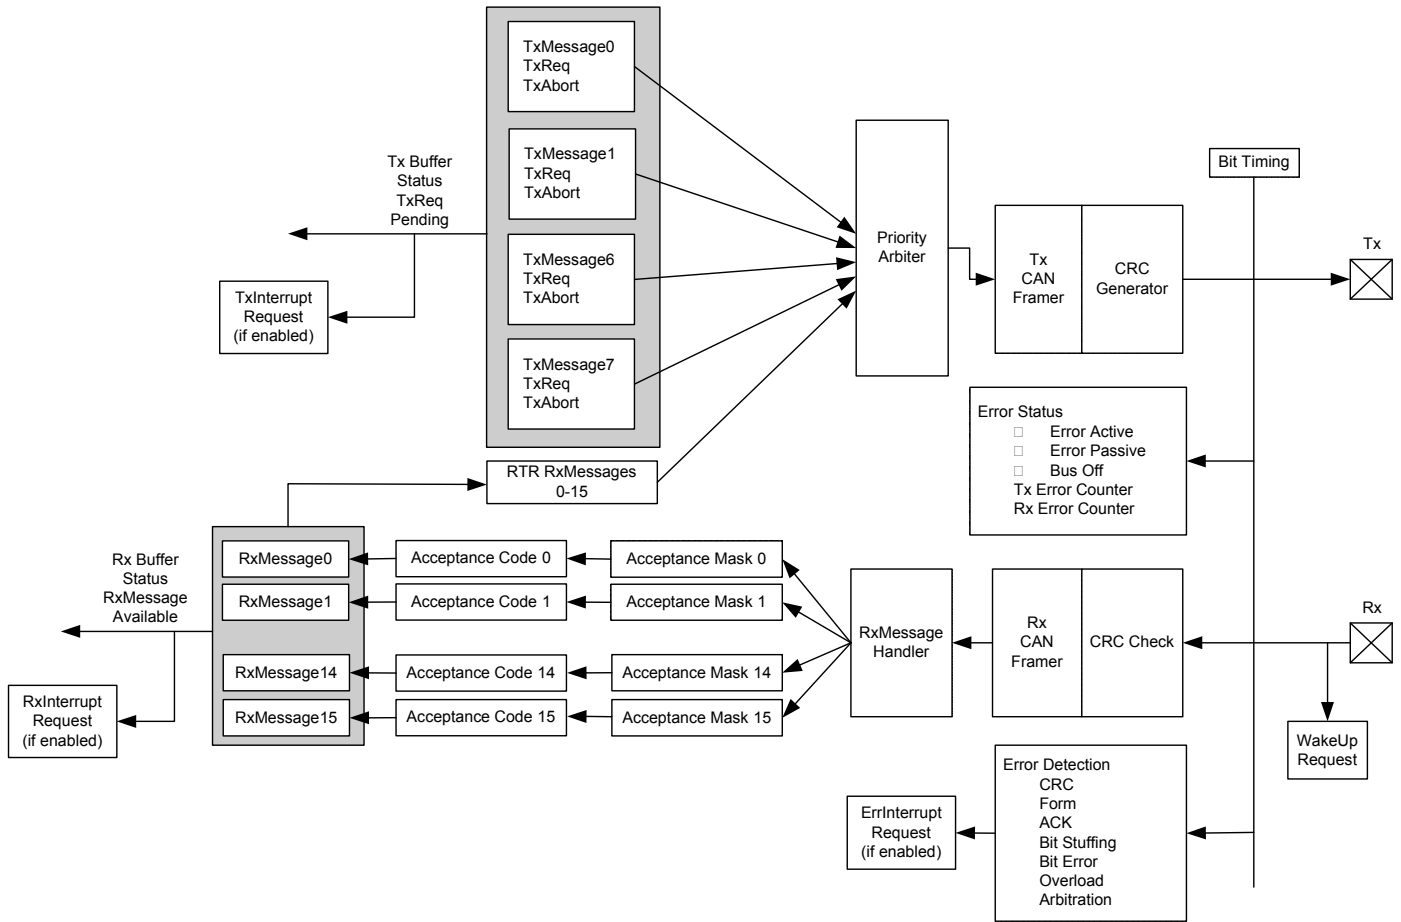 TxMessage0
TxReq
TxAbort
TxMessage1
TxReq
TxAbort
TxMessage6
TxReq
TxAbort
TxMessage7
TxReq
TxAbort
Tx Buffer
Status
TxReq
Pending
TxInterrupt
Request
(if enabled)
Priority
Arbiter
Tx
CAN
Framer
CRC
Generator
Bit Timing
Tx
Error Status
Error Active
Error Passive
Bus Off
Tx Error Counter
Rx Error Counter
RTR RxMessages
0-15
Rx Buffer
Status
RxMessage
Available
RxInterrupt
Request
(if enabled)
RxMessage0
Acceptance Code 0
Acceptance Mask 0
RxMessage1
Acceptance Code 1
Acceptance Mask 1
RxMessage14
Acceptance Code 14
Acceptance Mask 14
RxMessage15
Acceptance Code 15
Acceptance Mask 15
RxMessage
Handler
Rx
CAN
Framer
CRC Check
Rx
WakeUp
Request
Error Detection
CRC
Form
ACK
Bit Stuffing
Bit Error
Overload
Arbitration
ErrInterrupt
Request
(if enabled)